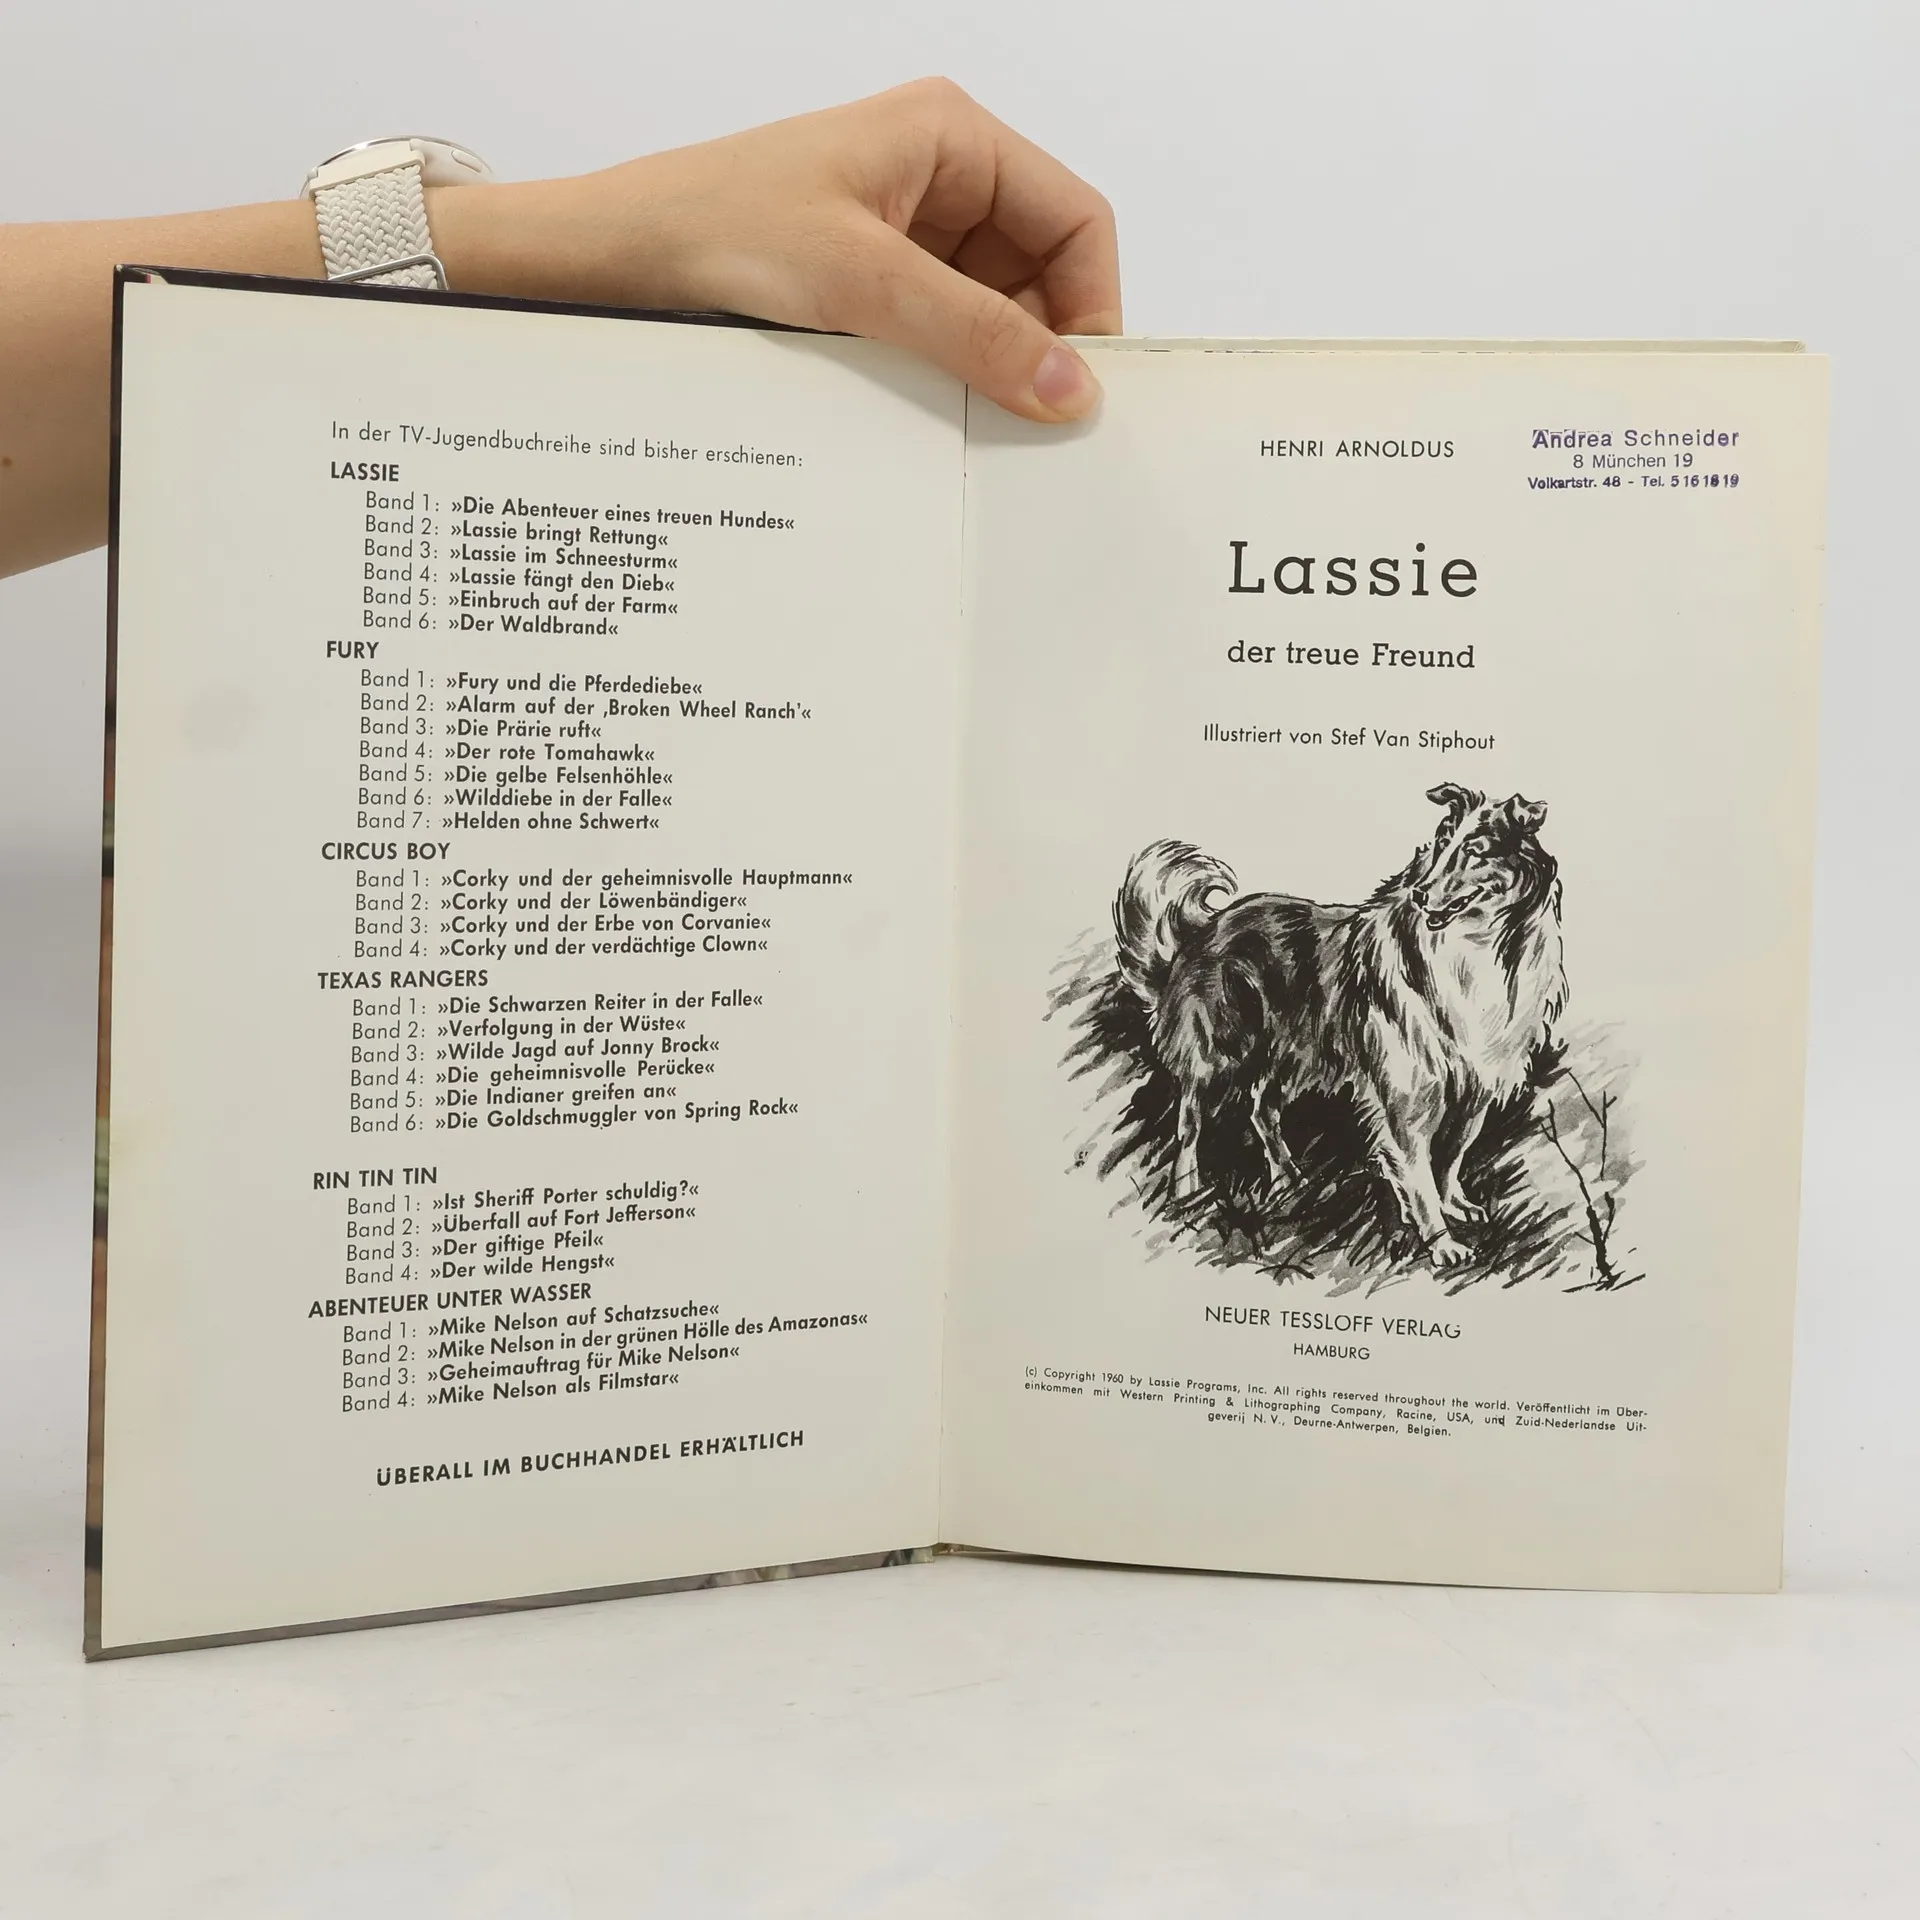 In der TV-Jugendbuchreihe sind bisher erschienen:
LASSIE
Band 1: »Die Abenteuer eines treuen Hundes«
Band 2: »Lassie bringt Rettung«
Band 3: »Lassie im Schneesturm«
Band 4: »Lassie fängt den Dieb«
Band 5: »Einbruch auf der Farm«
Band 6: »Der Waldbrand«
FURY
Band 1: »Fury und die Pferdediebe«
Band 2: »Alarm auf der ‚Broken Wheel Ranch'«
Band 3: »Die Prärie ruft«
Band 4: »Der rote Tomahawk«
Band 5: »Die gelbe Felsenhöhle«
Band 6: »Wilddiebe in der Falle«
Band 7: »Helden ohne Schwert«
CIRCUS BOY
Band 1: »Corky und der geheimnisvolle Hauptmann«
Band 2: »Corky und der Löwenbändiger«
Band 3: »Corky und der Erbe von Corvanie«
Band 4: »Corky und der verdächtige Clown«
TEXAS RANGERS
Band 1: »Die Schwarzen Reiter in der Falle«
Band 2: »Verfolgung in der Wüste«
Band 3: »Wilde Jagd auf Jonny Brock«
Band 4: »Die geheimnisvolle Perücke«
Band 5: »Die Indianer greifen an«
Band 6: »Die Goldschmuggler von Spring Rock«
RIN TIN TIN
Band 1: »Ist Sheriff Porter schuldig?«
Band 2: »Überfall auf Fort Jefferson«
Band 3: »Der giftige Pfeil«
Band 4: »Der wilde Hengst«
ABENTEUER UNTER WASSER
Band 1: »Mike Nelson auf Schatzsuche«
Band 2: »Mike Nelson in der grünen Hölle des Amazonas«
Band 3: »Geheimauftrag für Mike Nelson«
Band 4: »Mike Nelson als Filmstar«
ÜBERALL IM BUCHHANDEL ERHÄLTLICH
HENRI ARNOLDUS
Andrea Schneider
8 München 19
Volkartstr. 48 - Tel.
Lassie
der treue Freund
Illustriert von Stef Van Stiphout
NEUER TESSLOFF VERLAG
HAMBURG
(c) Copyright 1960 by Lassie Programs, Inc. All rights reserved throughout the world. Veröffentlicht im Über-
einkommen mit Western Printing & Lithographing Company, Racine, USA, und Zuid-Nederlandse Uit-
geverij N. V., Deurne-Antwerpen, Belgien.